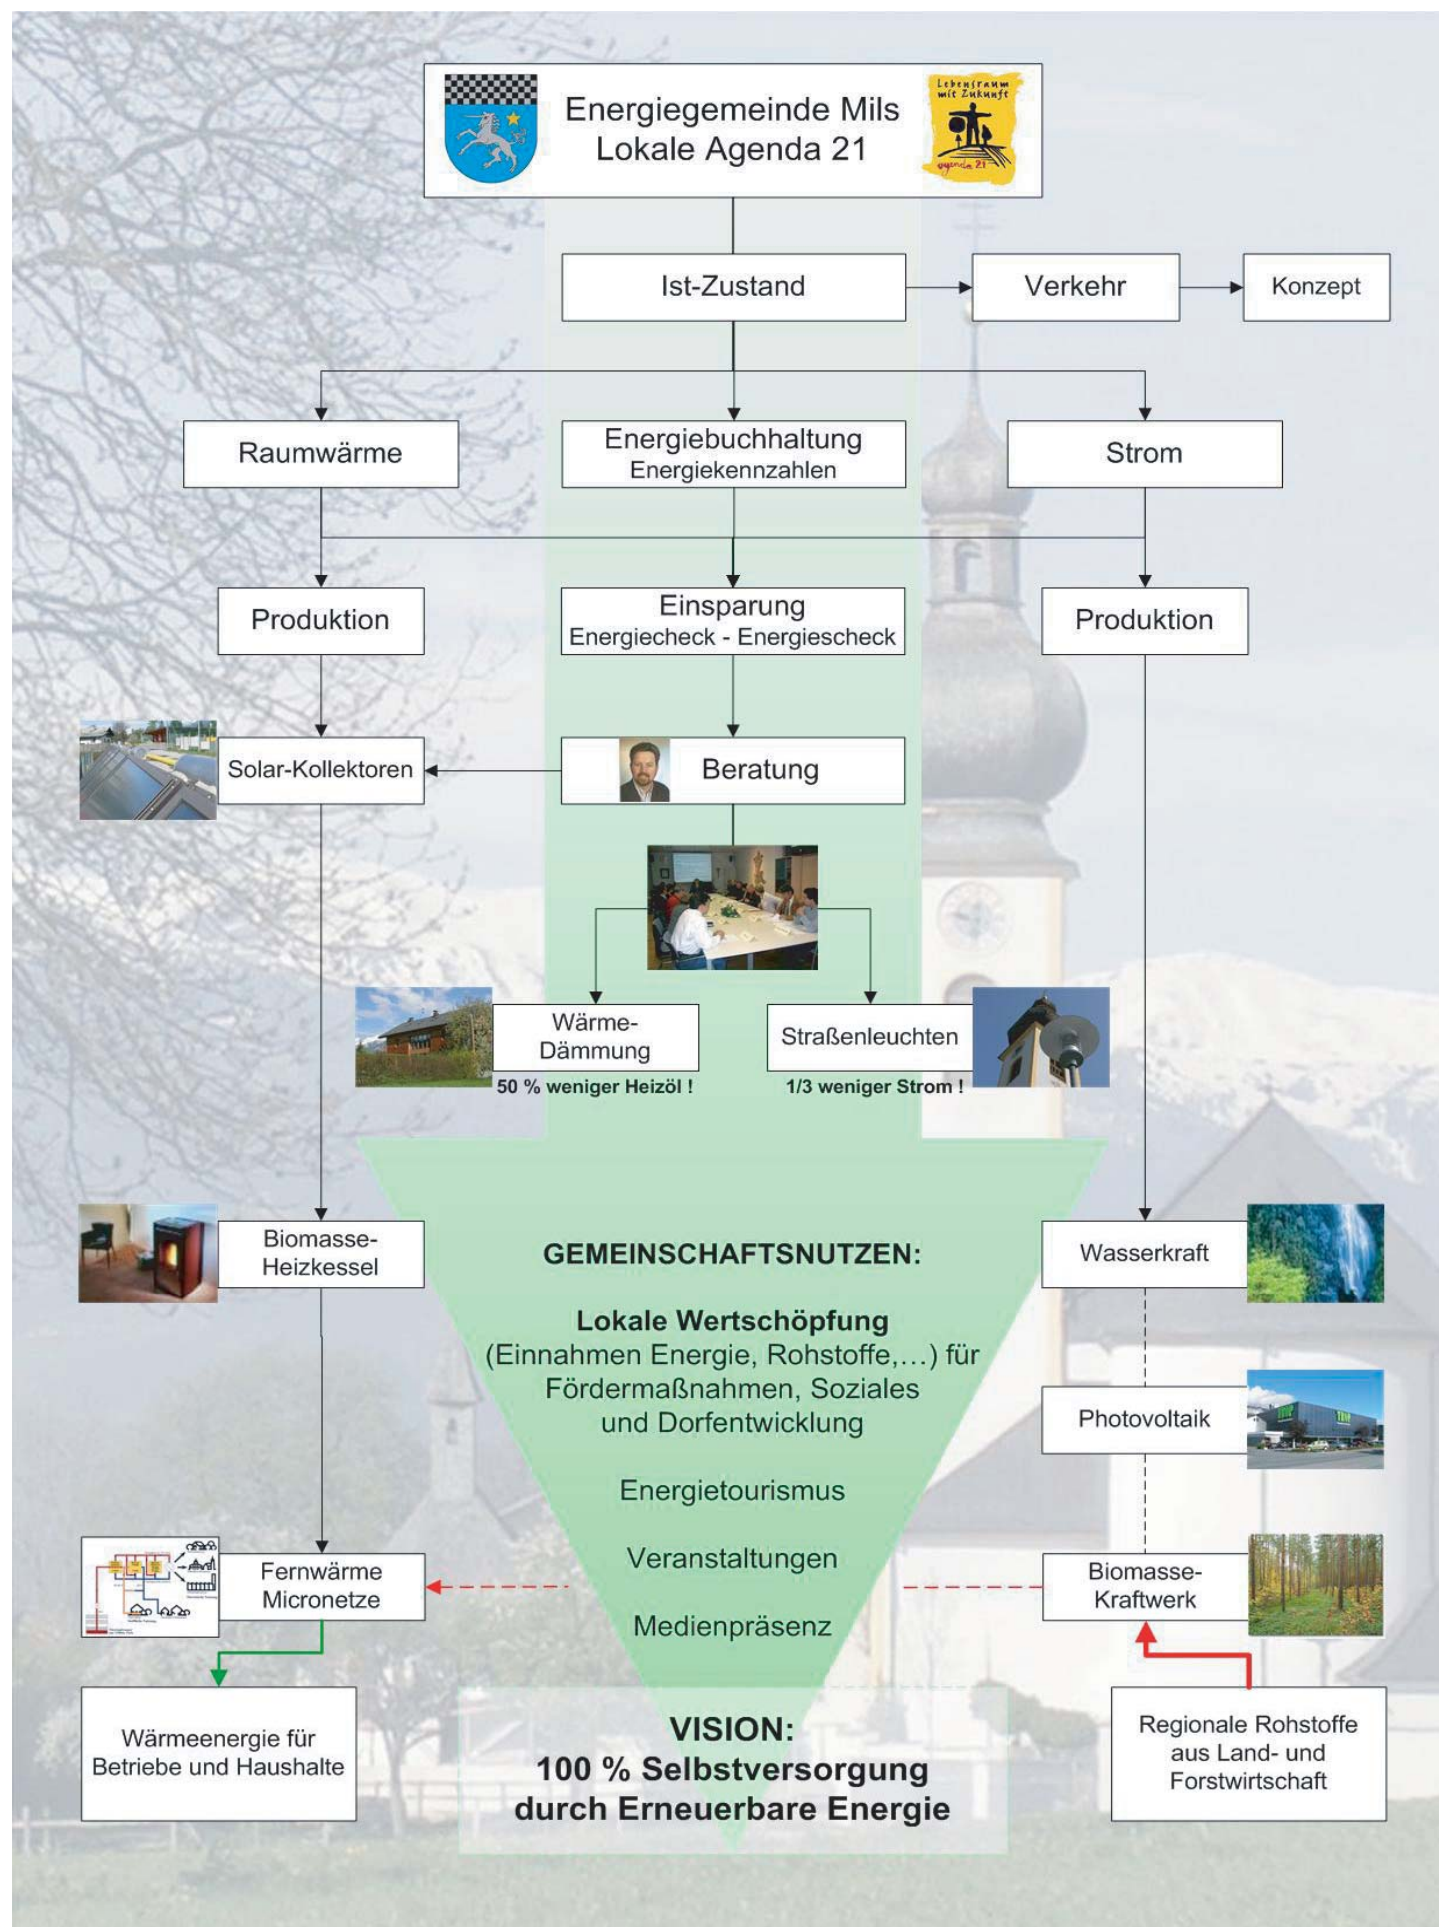 Energiegemeinde Mils
Lokale Agenda 21
Lebensraum
mit Zukunft
agenda 21
Ist-Zustand
Verkehr
Konzept
Raumwärme
Energiebuchhaltung
Energiekennzahlen
Strom
Produktion
Einsparung
Energiecheck - Energiescheck
Produktion
Solar-Kollektoren
Beratung
Wärme-
Dämmung
50 % weniger Heizöl !
Straßenleuchten
1/3 weniger Strom !
Biomasse-
Heizkessel
GEMEINSCHAFTSNUTZEN:
Lokale Wertschöpfung
(Einnahmen Energie, Rohstoffe,…) für
Fördermaßnahmen, Soziales
und Dorfentwicklung
Energietourismus
Veranstaltungen
Medienpräsenz
Wasserkraft
Photovoltaik
Biomasse-
Kraftwerk
Fernwärme
Micronetze
Wärmeenergie für
Betriebe und Haushalte
VISION:
100 % Selbstversorgung
durch Erneuerbare Energie
Regionale Rohstoffe
aus Land- und
Forstwirtschaft